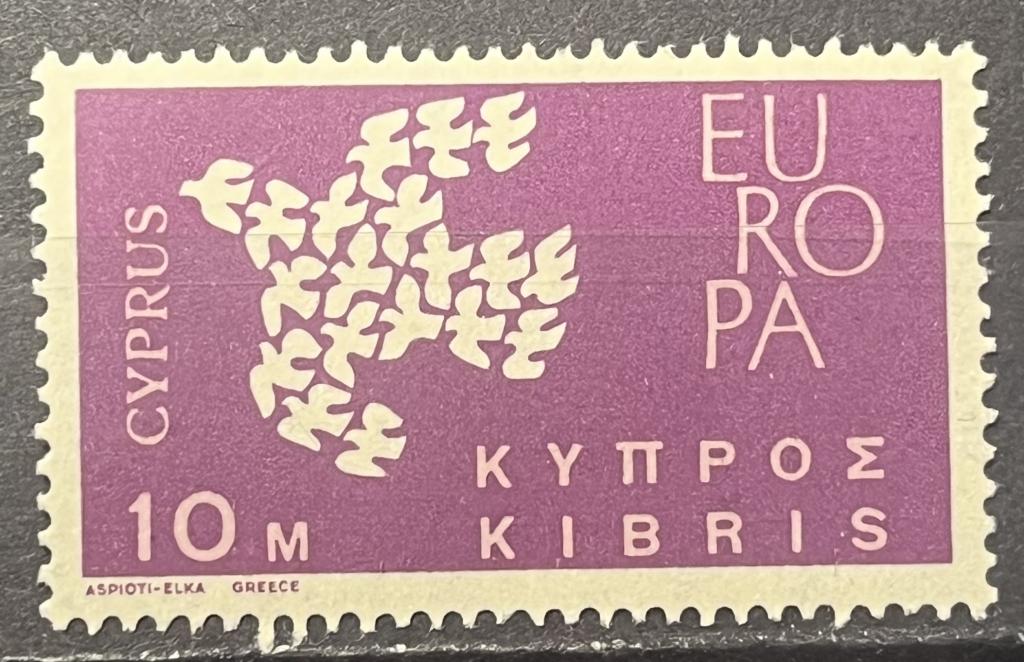 EU
RO
PA
CYPRUS
ΚΥΠΡΟΣ
KIBRIS
10 M
ASPIOTI-ELKA GREECE